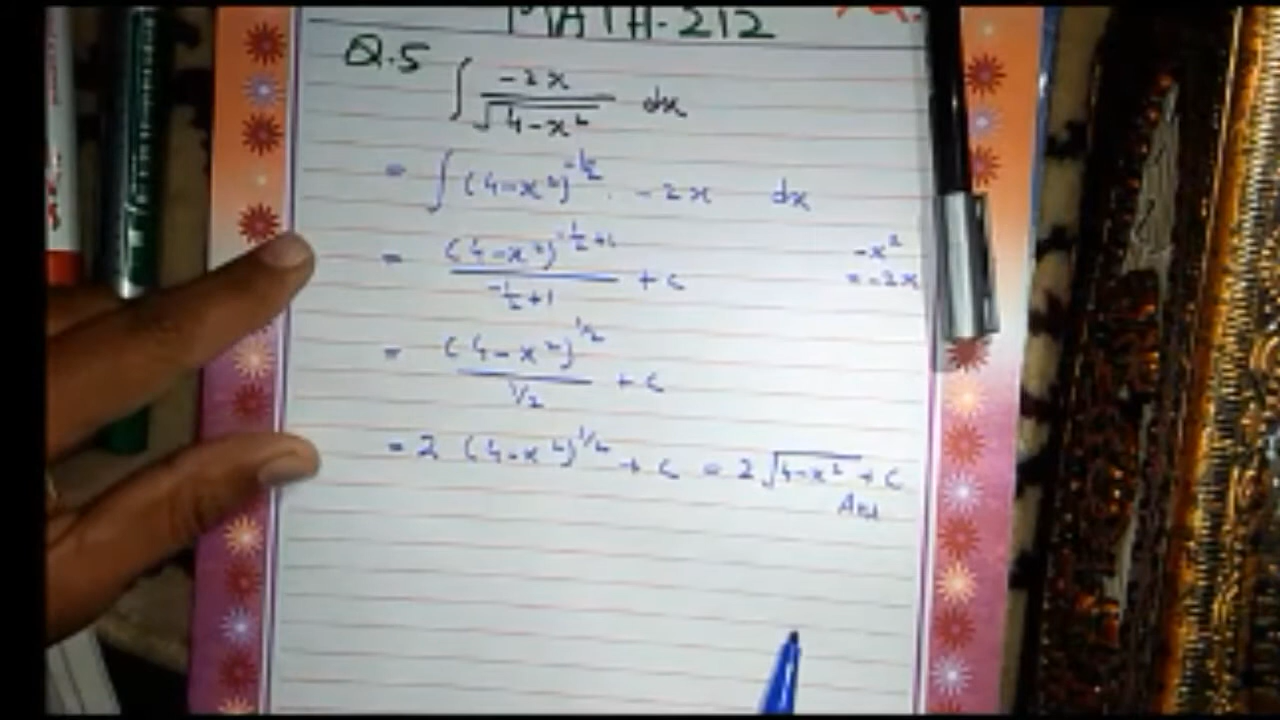 MATH-212
Q.5 ∫ -2x / √(4-x²) dx
= ∫ (4-x²)^(-1/2) . -2x dx
= (4-x²)^(-1/2+1) / (-1/2+1) + c
-x²
= -2x
= (4-x²)^(1/2) / (1/2) + c
= 2 (4-x²)^(1/2) + c = 2√(4-x²) + c
Ans